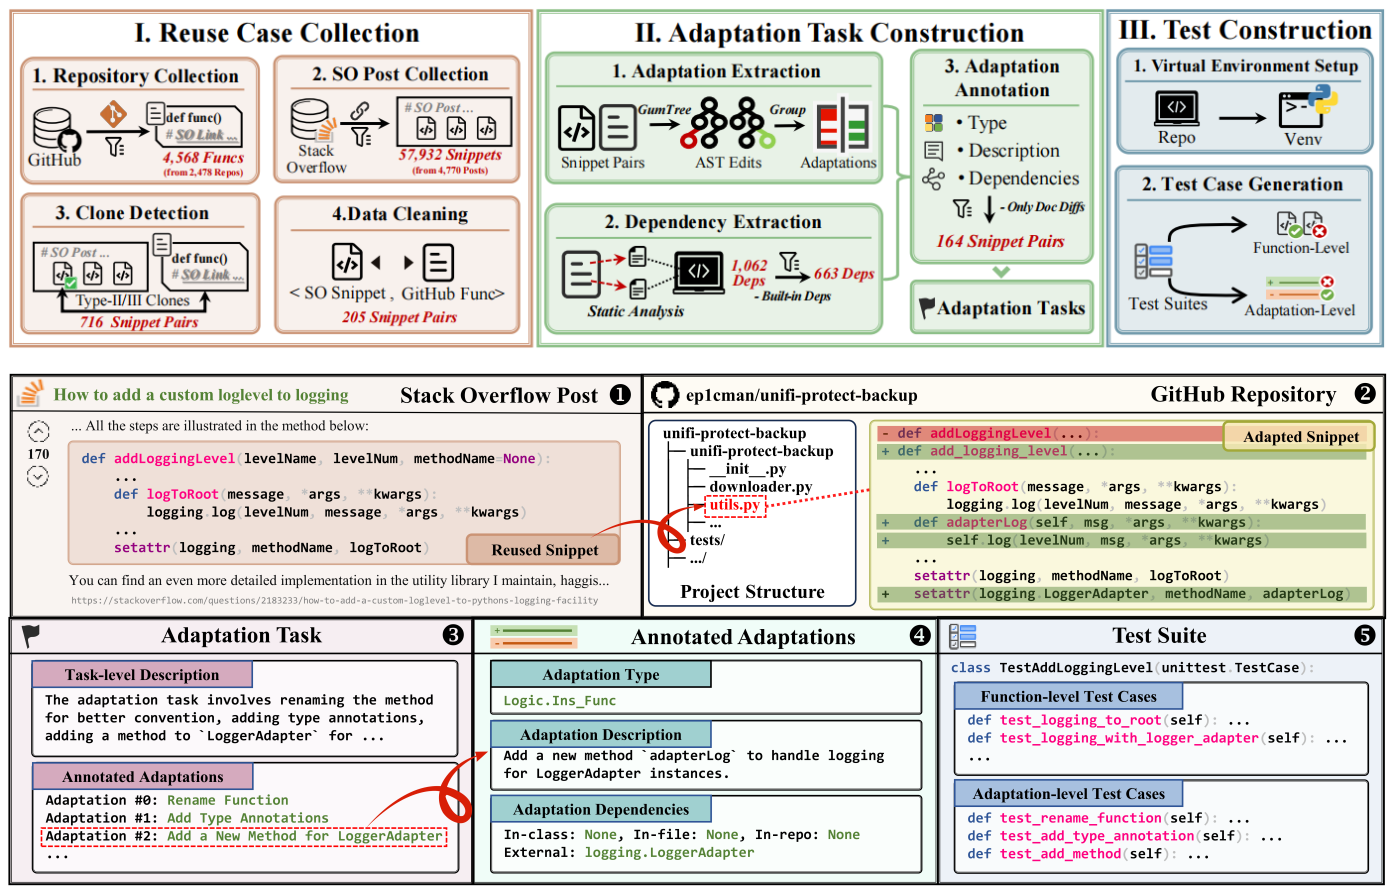 I. Reuse Case Collection
1. Repository Collection
GitHub
def func()
# SO Link ...
4,568 Funcs
(from 2,478 Repos)
2. SO Post Collection
Stack
Overflow
# SO Post ...
57,932 Snippets
(from 4,770 Posts)
3. Clone Detection
# SO Post ...
def func()
# SO Link ...
Type-II/III Clones
716 Snippet Pairs
4.Data Cleaning
< SO Snippet , GitHub Func>
205 Snippet Pairs
II. Adaptation Task Construction
1. Adaptation Extraction
GumTree
Group
Snippet Pairs
AST Edits
Adaptations
2. Dependency Extraction
Static Analysis
1,062
Deps
- Built-in Deps
663 Deps
3. Adaptation
Annotation
• Type
• Description
• Dependencies
- Only Doc Diffs
164 Snippet Pairs
Adaptation Tasks
III. Test Construction
1. Virtual Environment Setup
Repo
Venv
2. Test Case Generation
Test Suites
Function-Level
Adaptation-Level
How to add a custom loglevel to logging
Stack Overflow Post ❶
170
... All the steps are illustrated in the method below:
def addLoggingLevel(levelName, levelNum, methodName=None):
...
def logToRoot(message, *args, **kwargs):
logging.log(levelNum, message, *args, **kwargs)
...
setattr(logging, methodName, logToRoot)
Reused Snippet
You can find an even more detailed implementation in the utility library I maintain, haggis...
https://stackoverflow.com/questions/2183233/how-to-add-a-custom-loglevel-to-pythons-logging-facility
ep1cman/unifi-protect-backup
GitHub Repository ❷
unifi-protect-backup
unifi-protect-backup
__init__.py
downloader.py
utils.py
...
tests/
.../
Project Structure
Adapted Snippet
- def addLoggingLevel(...):
+ def add_logging_level(...):
...
def logToRoot(message, *args, **kwargs):
logging.log(levelNum, message, *args, **kwargs)
+ def adapterLog(self, msg, *args, **kwargs):
+ self.log(levelNum, msg, *args, **kwargs)
...
setattr(logging, methodName, logToRoot)
+ setattr(logging.LoggerAdapter, methodName, adapterLog)
Adaptation Task ❸
Task-level Description
The adaptation task involves renaming the method
for better convention, adding type annotations,
adding a method to `LoggerAdapter` for ...
Annotated Adaptations
Adaptation #0: Rename Function
Adaptation #1: Add Type Annotations
Adaptation #2: Add a New Method for LoggerAdapter
...
Annotated Adaptations ❹
Adaptation Type
Logic.Ins_Func
Adaptation Description
Add a new method `adapterLog` to handle logging
for LoggerAdapter instances.
Adaptation Dependencies
In-class: None, In-file: None, In-repo: None
External: logging.LoggerAdapter
Test Suite ❺
class TestAddLoggingLevel(unittest.TestCase):
Function-level Test Cases
def test_logging_to_root(self): ...
def test_logging_with_logger_adapter(self): ...
...
Adaptation-level Test Cases
def test_rename_function(self): ...
def test_add_type_annotation(self): ...
def test_add_method(self): ...